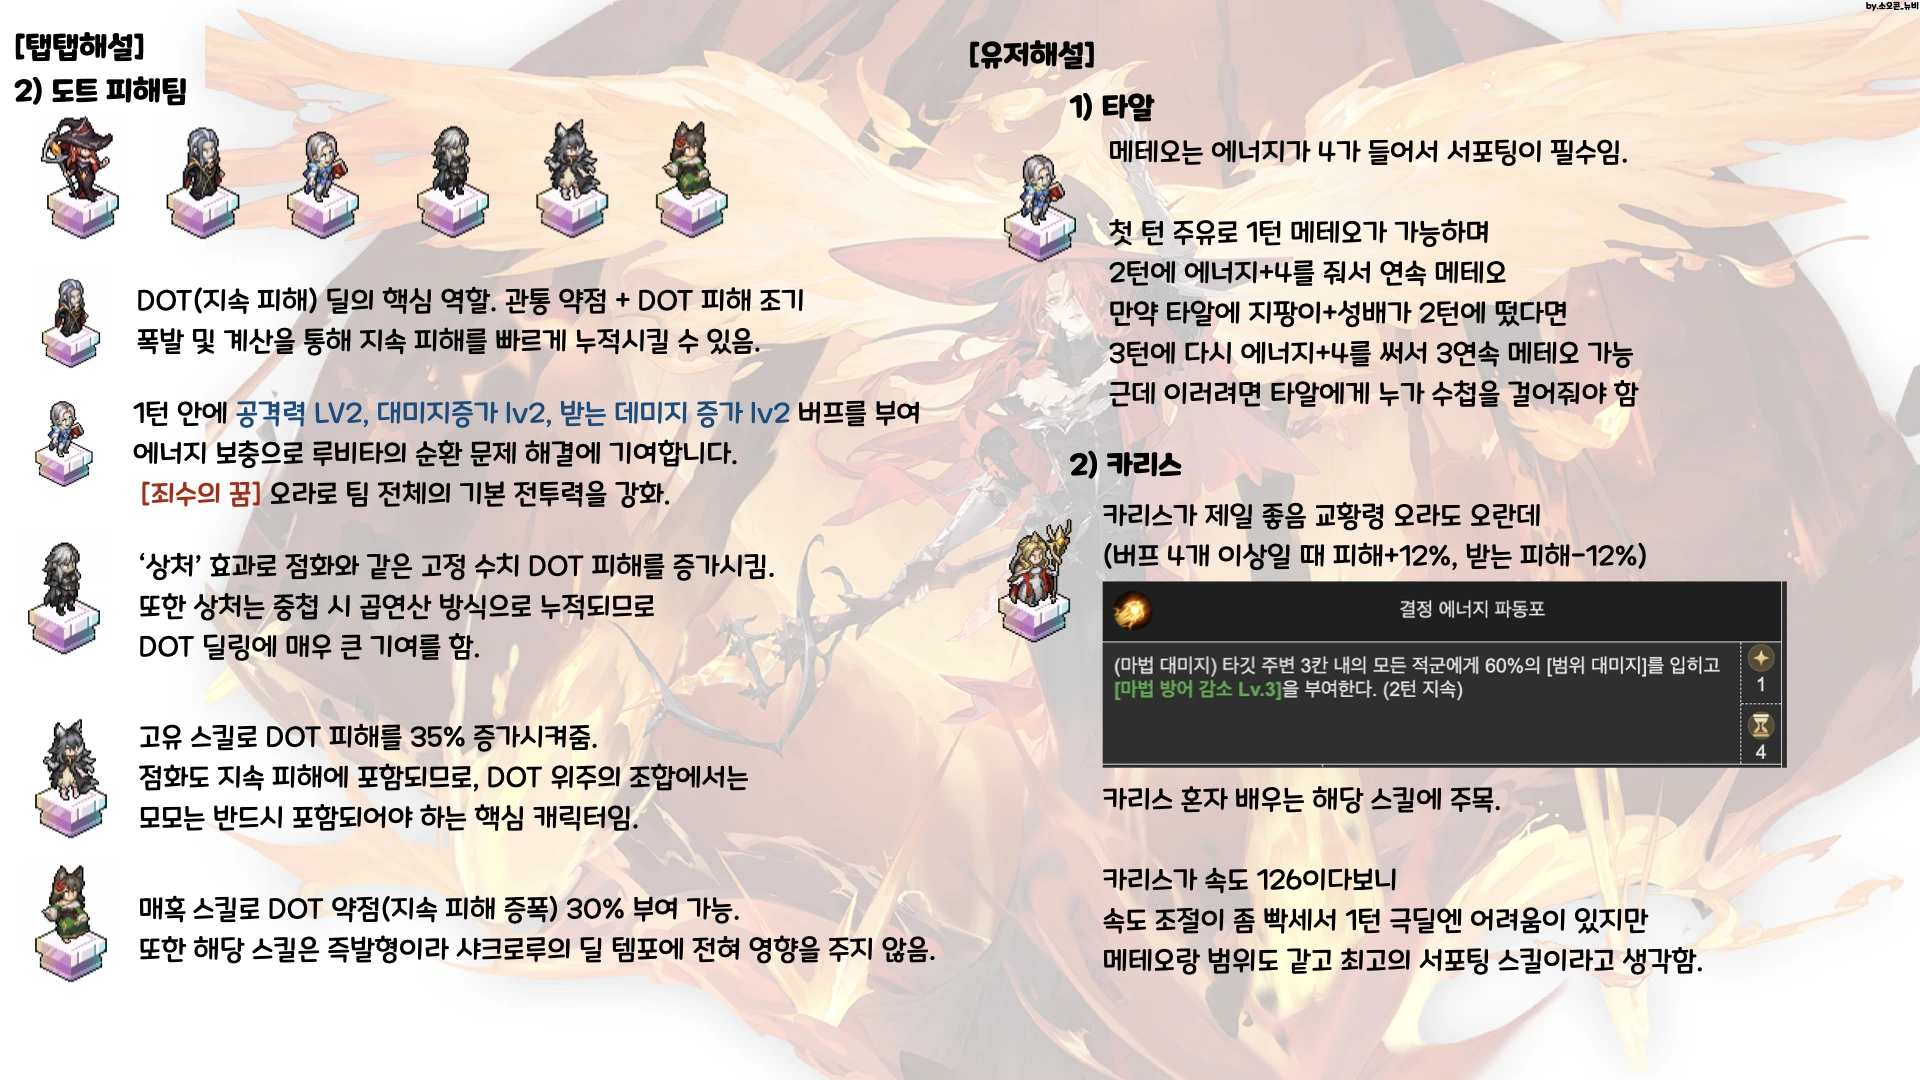 by.소오콘_뉴비
[탭탭해설]
2) 도트 피해팀
DOT(지속 피해) 딜의 핵심 역할. 관통 약점 + DOT 피해 조기
폭발 및 계산을 통해 지속 피해를 빠르게 누적시킬 수 있음.
1턴 안에 공격력 LV2, 대미지증가 lv2, 받는 데미지 증가 lv2 버프를 부여
에너지 보충으로 루비타의 순환 문제 해결에 기여합니다.
[죄수의 꿈] 오라로 팀 전체의 기본 전투력을 강화.
‘상처’ 효과로 점화와 같은 고정 수치 DOT 피해를 증가시킴.
또한 상처는 중첩 시 곱연산 방식으로 누적되므로
DOT 딜링에 매우 큰 기여를 함.
고유 스킬로 DOT 피해를 35% 증가시켜줌.
점화도 지속 피해에 포함되므로, DOT 위주의 조합에서는
모모는 반드시 포함되어야 하는 핵심 캐릭터임.
매혹 스킬로 DOT 약점(지속 피해 증폭) 30% 부여 가능.
또한 해당 스킬은 즉발형이라 샤크로루의 딜 템포에 전혀 영향을 주지 않음.
[유저해설]
1) 타알
메테오는 에너지가 4가 들어서 서포팅이 필수임.
첫 턴 주유로 1턴 메테오가 가능하며
2턴에 에너지+4를 줘서 연속 메테오
만약 타알에 지팡이+성배가 2턴에 떴다면
3턴에 다시 에너지+4를 써서 3연속 메테오 가능
근데 이러려면 타알에게 누가 수첩을 걸어줘야 함
2) 카리스
카리스가 제일 좋음 교황령 오라도 오란데
(버프 4개 이상일 때 피해+12%, 받는 피해-12%)
결정 에너지 파동포
(마법 대미지) 타깃 주변 3칸 내의 모든 적군에게 60%의 [범위 대미지]를 입히고
[마법 방어 감소 Lv.3]을 부여한다. (2턴 지속)
1
4
카리스 혼자 배우는 해당 스킬에 주목.
카리스가 속도 126이다보니
속도 조절이 좀 빡세서 1턴 극딜엔 어려움이 있지만
메테오랑 범위도 같고 최고의 서포팅 스킬이라고 생각함.